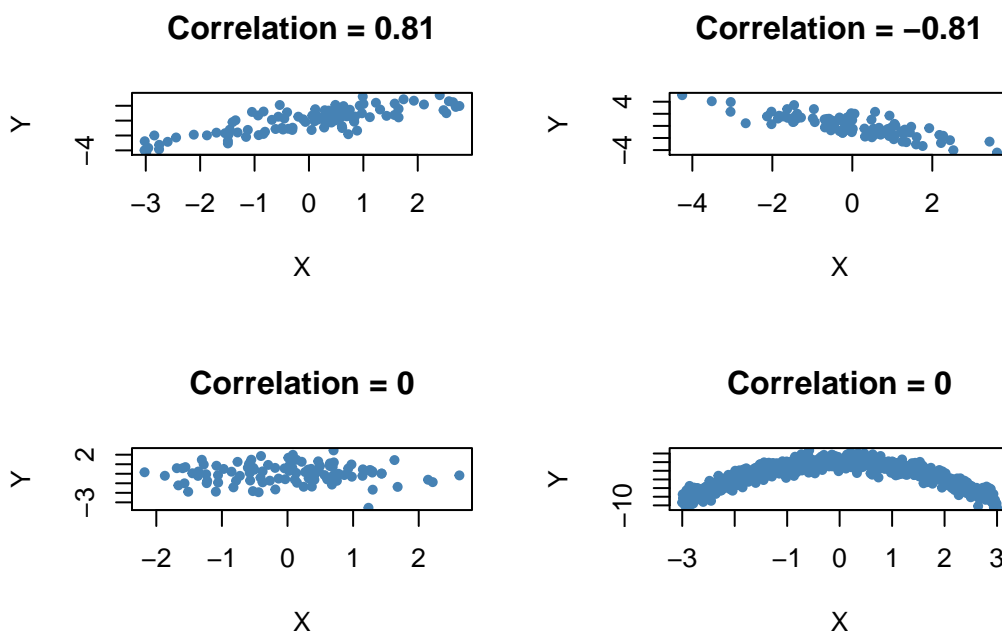 Correlation = 0.81
Y
−4
−3 −2 −1 0 1 2
X
Correlation = −0.81
Y
4
−4
−4 −2 0 2
X
Correlation = 0
Y
2
−3
−2 −1 0 1 2
X
Correlation = 0
Y
−10
−3 −1 0 1 2 3
X